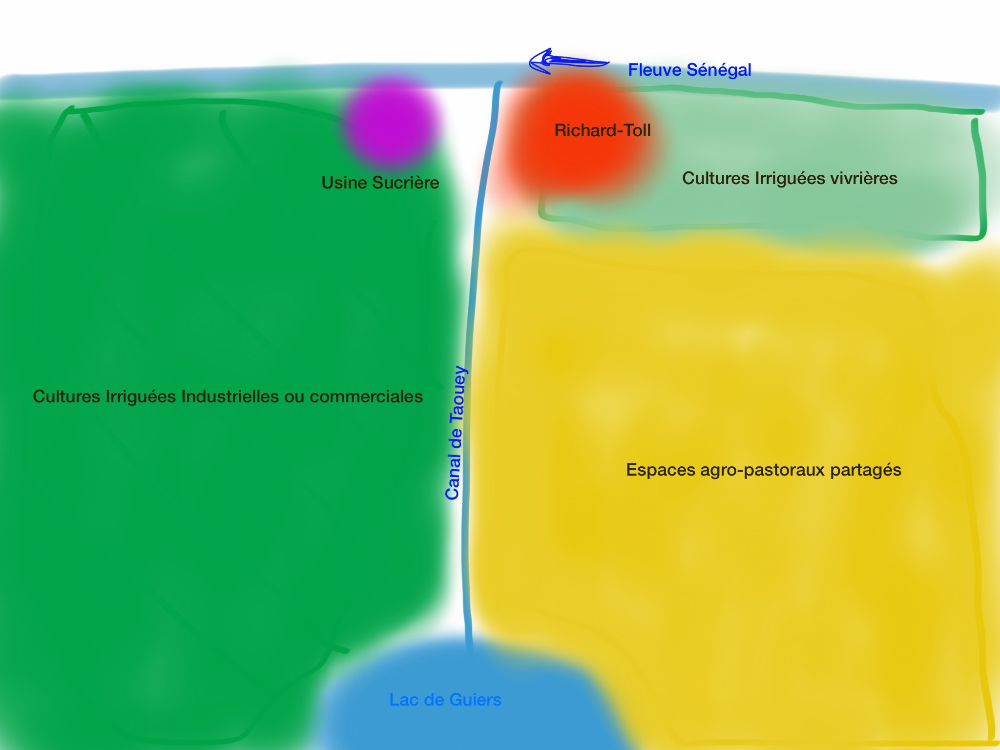 Fleuve Sénégal
Richard-Toll
Cultures Irriguées vivrières
Usine Sucrière
Cultures Irriguées Industrielles ou commerciales
Canal de Taouey
Espaces agro-pastoraux partagés
Lac de Guiers